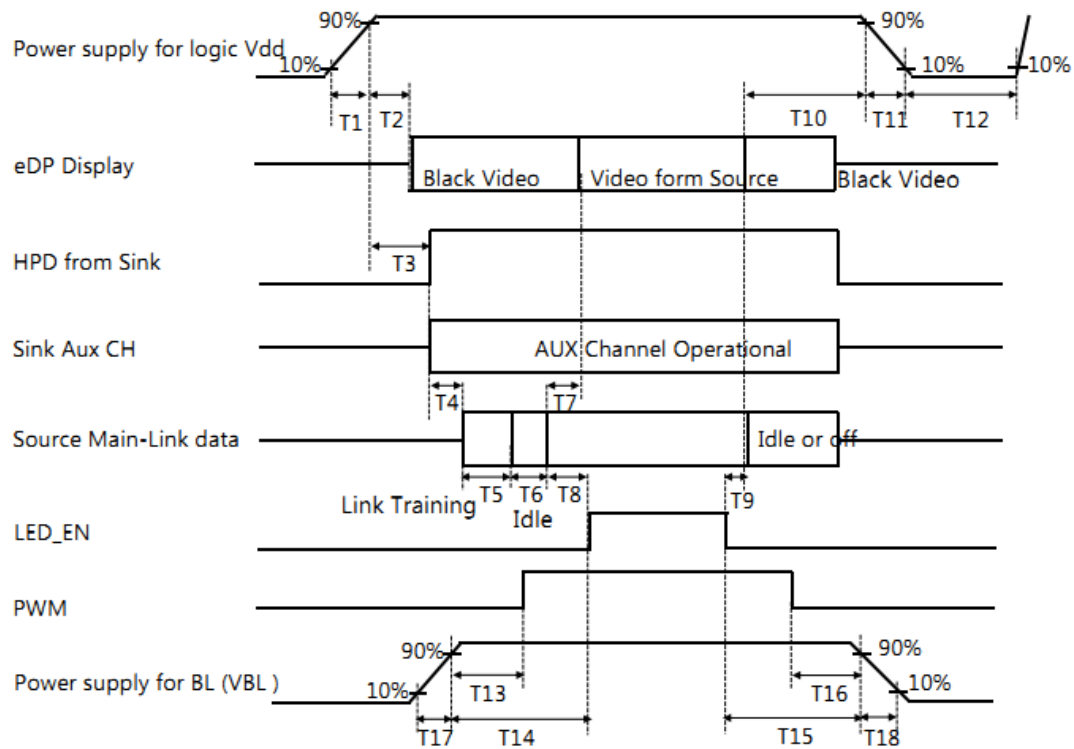 90%
90%
Power supply for logic Vdd
10%
10%
10%
T1
T2
T10
T11
T12
eDP Display
Black Video
Video form Source
Black Video
HPD from Sink
T3
Sink Aux CH
AUX Channel Operational
T4
T7
Source Main-Link data
Idle or off
T5
T6
T8
T9
Link Training
Idle
LED_EN
PWM
90%
90%
Power supply for BL (VBL )
10%
T13
T16
10%
T17
T14
T15
T18